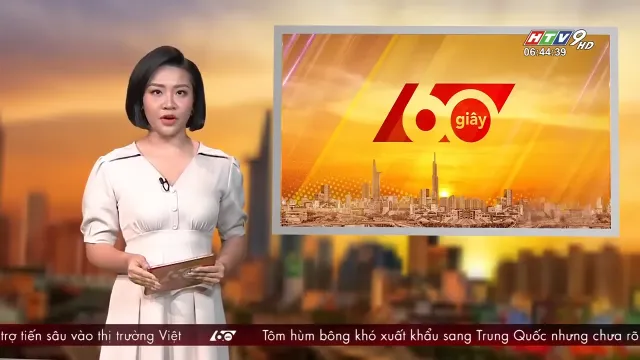 HTV9 HD
06:44:39
60 giây
trợ tiến sâu vào thị trường Việt 60 Tôm hùm bông khó xuất khẩu sang Trung Quốc nhưng chưa rõ